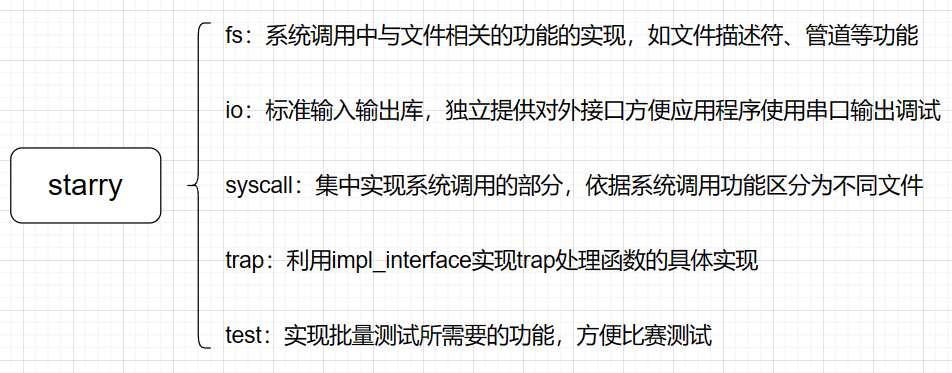 fs：系统调用中与文件相关的功能的实现，如文件描述符、管道等功能
io：标准输入输出库，独立提供对外接口方便应用程序使用串口输出调试
starry
syscall：集中实现系统调用的部分，依据系统调用功能区分为不同文件
trap：利用impl_interface实现trap处理函数的具体实现
test：实现批量测试所需要的功能，方便比赛测试